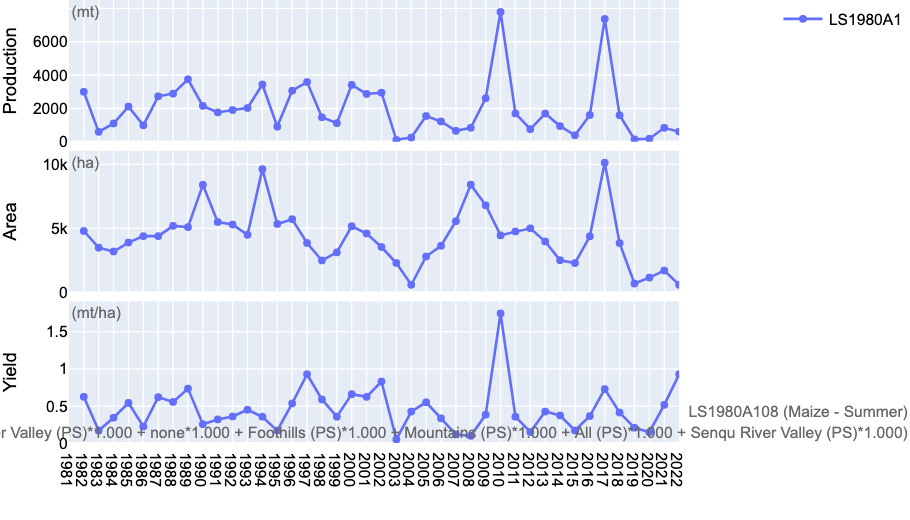 (mt)
LS1980A1
Production
6000
4000
2000
0
(ha)
Area
10k
5k
0
(mt/ha)
Yield
1.5
1
0.5
0
LS1980A108 (Maize - Summer)
r Valley (PS)*1.000 + none*1.000 + Foothills (PS)*1.000 + Mountains (PS)*1.000 + All (PS)*1.000 + Senqu River Valley (PS)*1.000)
1981 1982 1983 1984 1985 1986 1987 1988 1989 1990 1991 1992 1993 1994 1995 1996 1997 1998 1999 2000 2001 2002 2003 2004 2005 2006 2007 2008 2009 2010 2011 2012 2013 2014 2015 2016 2017 2018 2019 2020 2021 2022